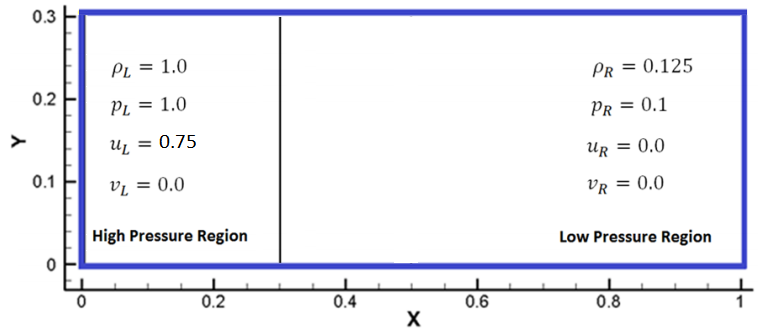 0.3
0.2
0.1
0
Y
ρL = 1.0
pL = 1.0
uL = 0.75
vL = 0.0
High Pressure Region
ρR = 0.125
pR = 0.1
uR = 0.0
vR = 0.0
Low Pressure Region
0 0.2 0.4 0.6 0.8 1
X